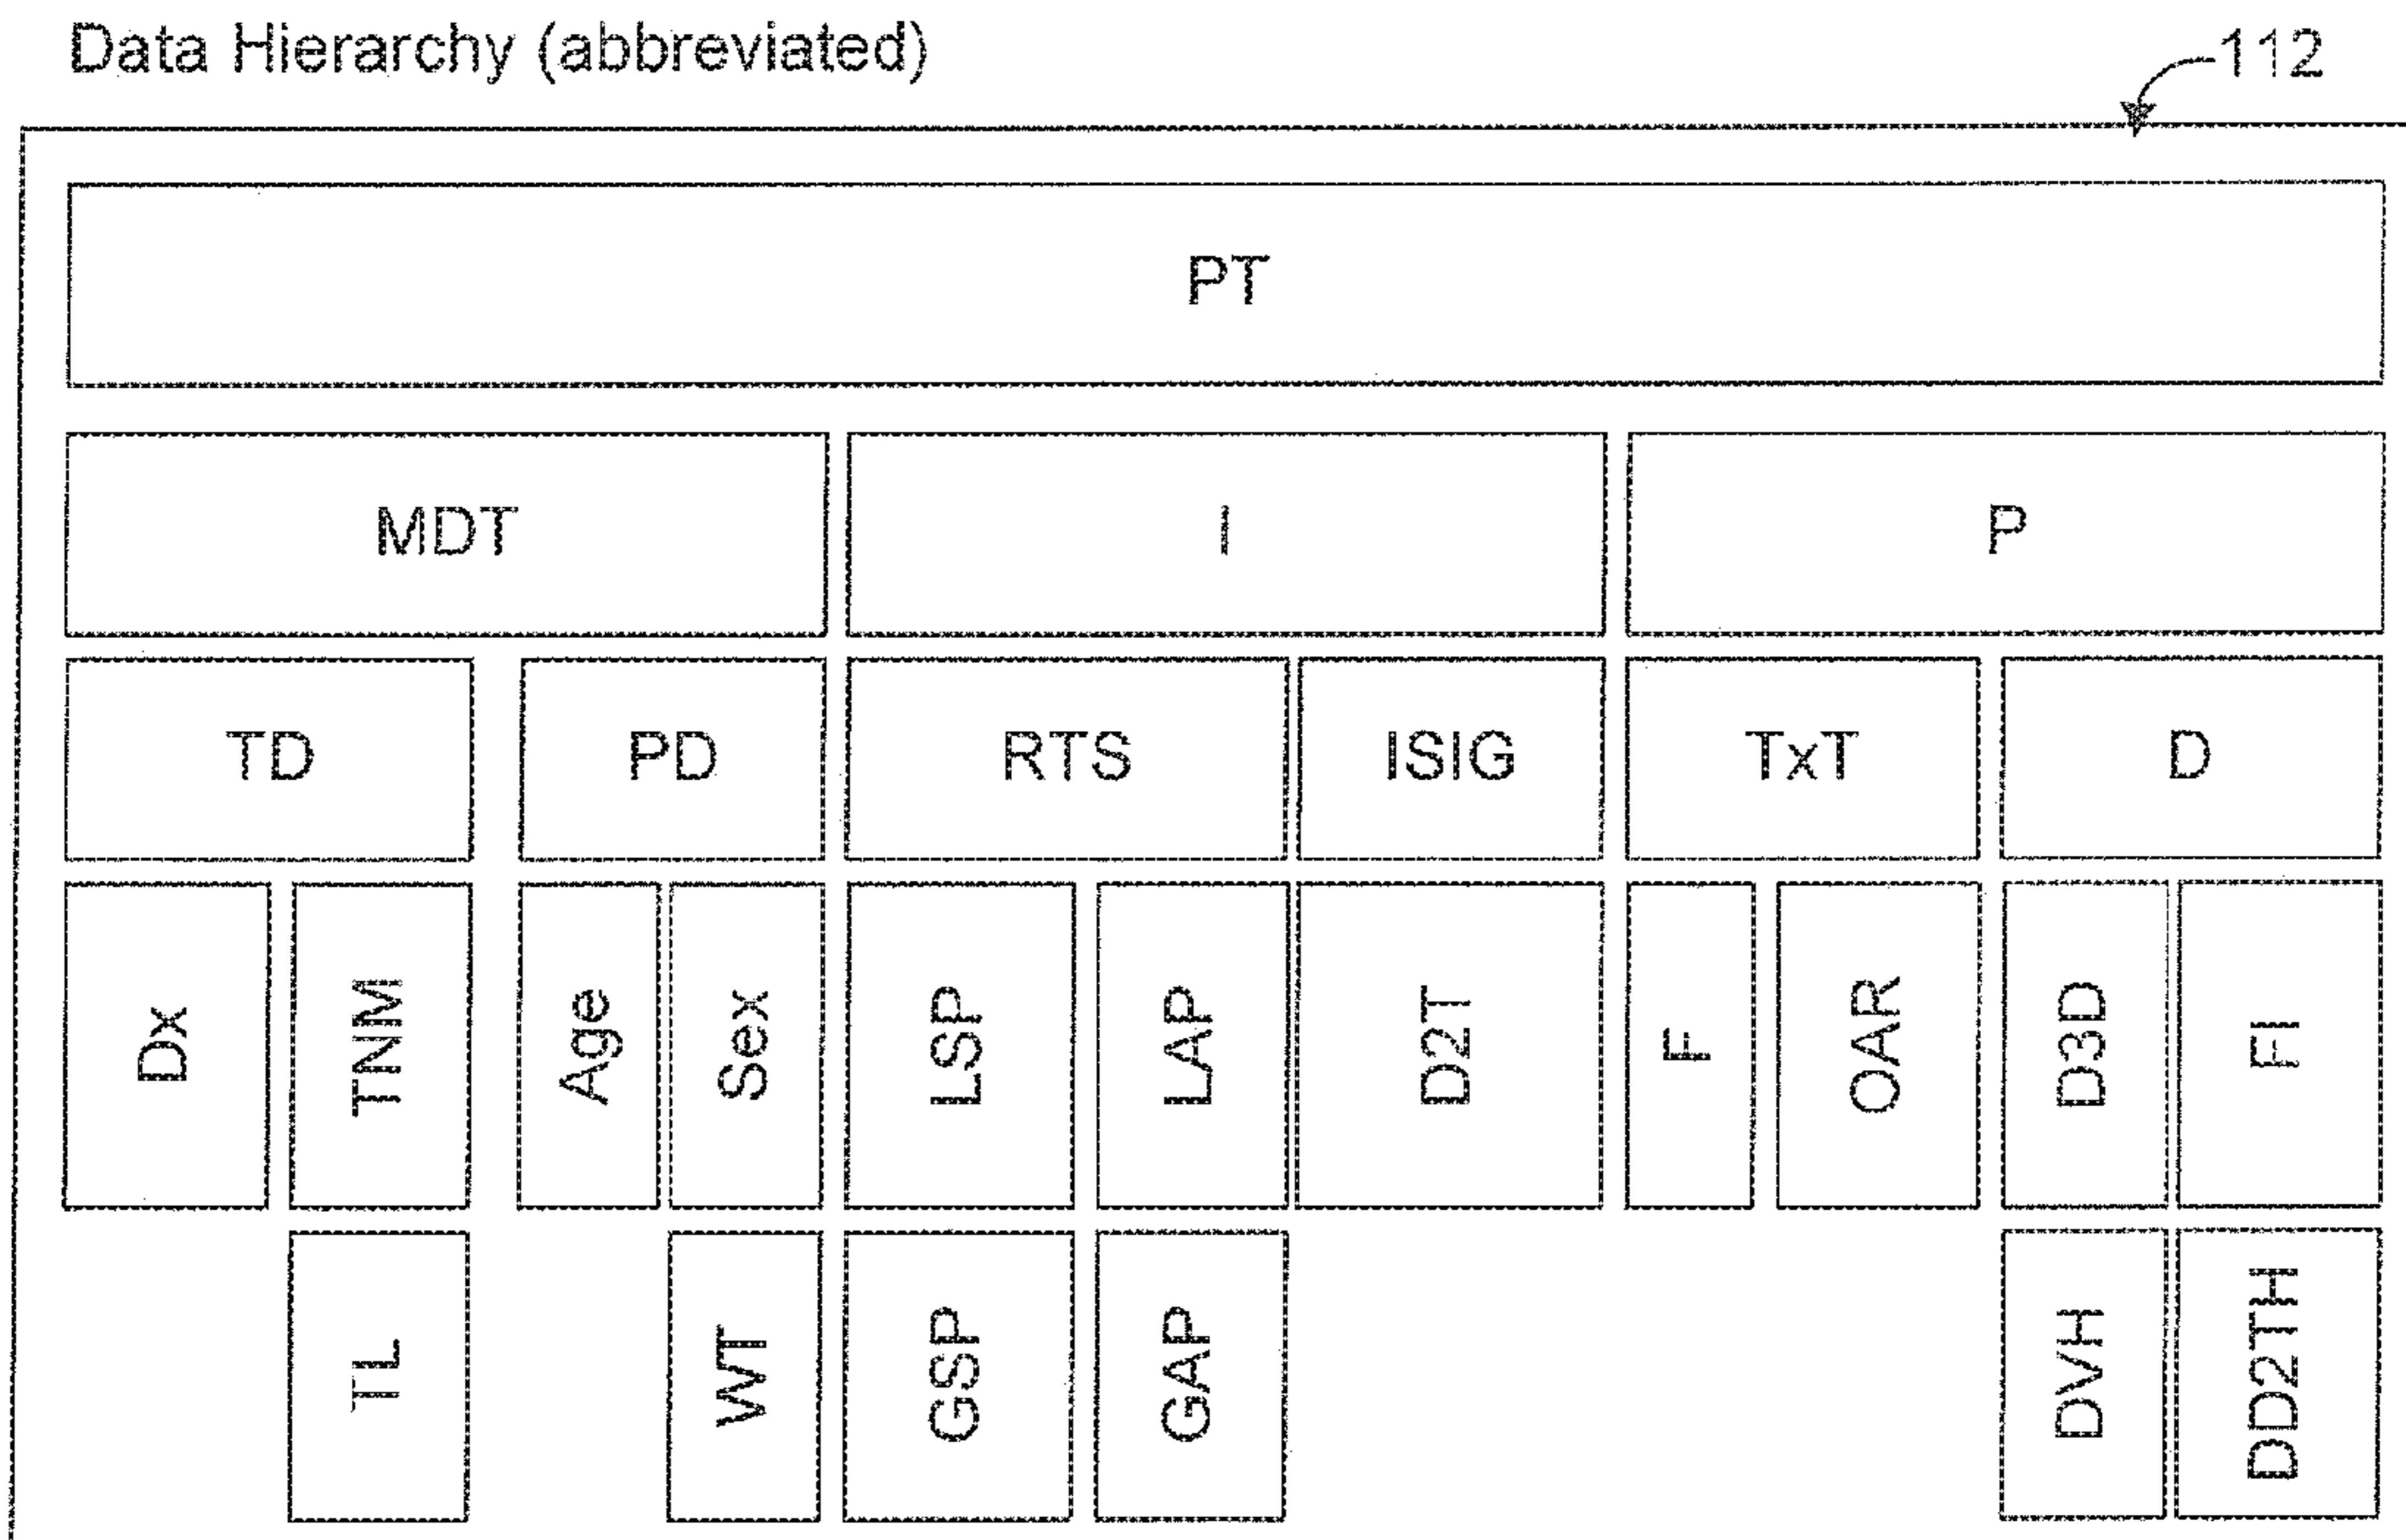 Data Hierarchy (abbreviated)
112
PT
MDT
I
P
TD
PD
RTS
ISIG
TxT
D
Dx
TNM
Age
Sex
LSP
LAP
D2T
F
OAR
D3D
FI
TL
WT
GSP
GAP
DVH
DD2TH